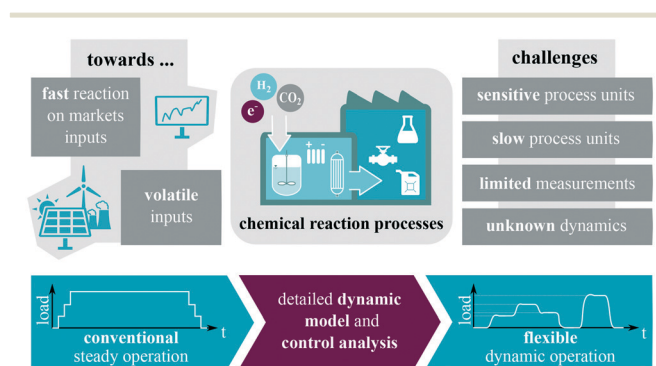 towards ...
fast reaction
on markets
inputs
volatile
inputs
H₂
CO₂
e⁻
+ -
chemical reaction processes
challenges
sensitive process units
slow process units
limited measurements
unknown dynamics
load
t
conventional
steady operation
detailed dynamic
model and
control analysis
load
t
flexible
dynamic operation